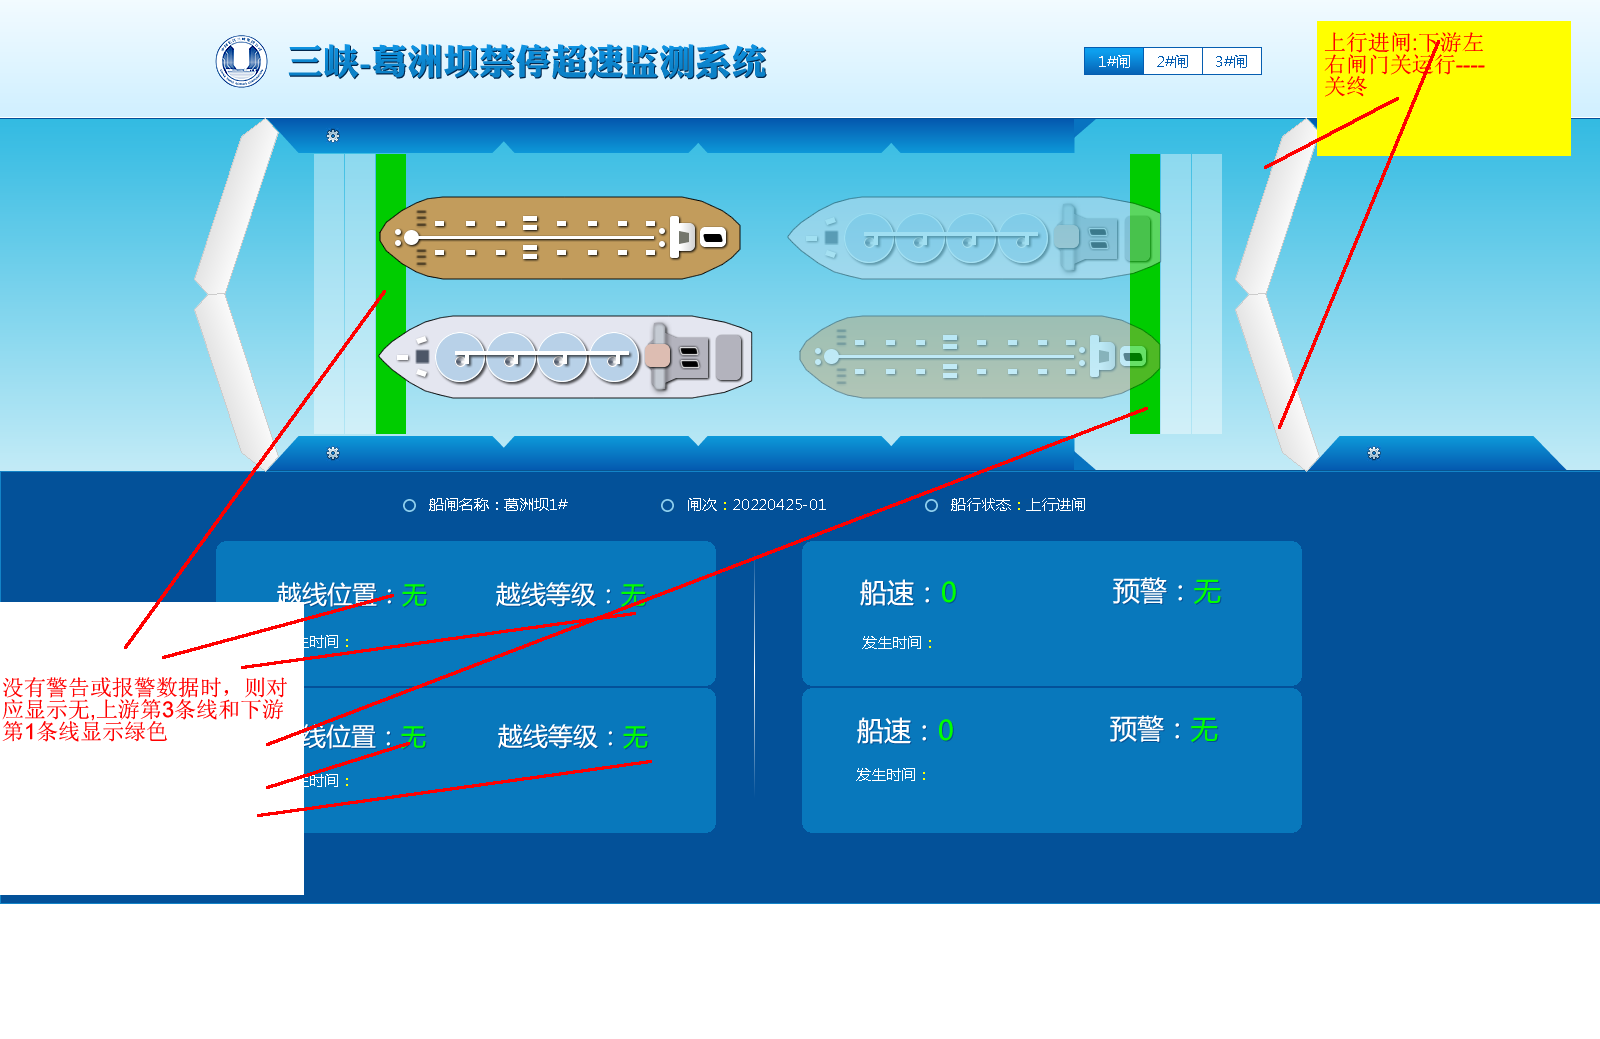 三峡-葛洲坝禁停超速监测系统
1#闸
2#闸
3#闸
上行进闸:下游左
右闸门关运行----
关终
船闸名称：葛洲坝1#
闸次：20220425-01
船行状态：上行进闸
越线位置：无
越线等级：无
生时间：
船速：0
预警：无
发生时间：
没有警告或报警数据时，则对
应显示无,上游第3条线和下游
第1条线显示绿色
线位置：无
越线等级：无
生时间：
船速：0
预警：无
发生时间：